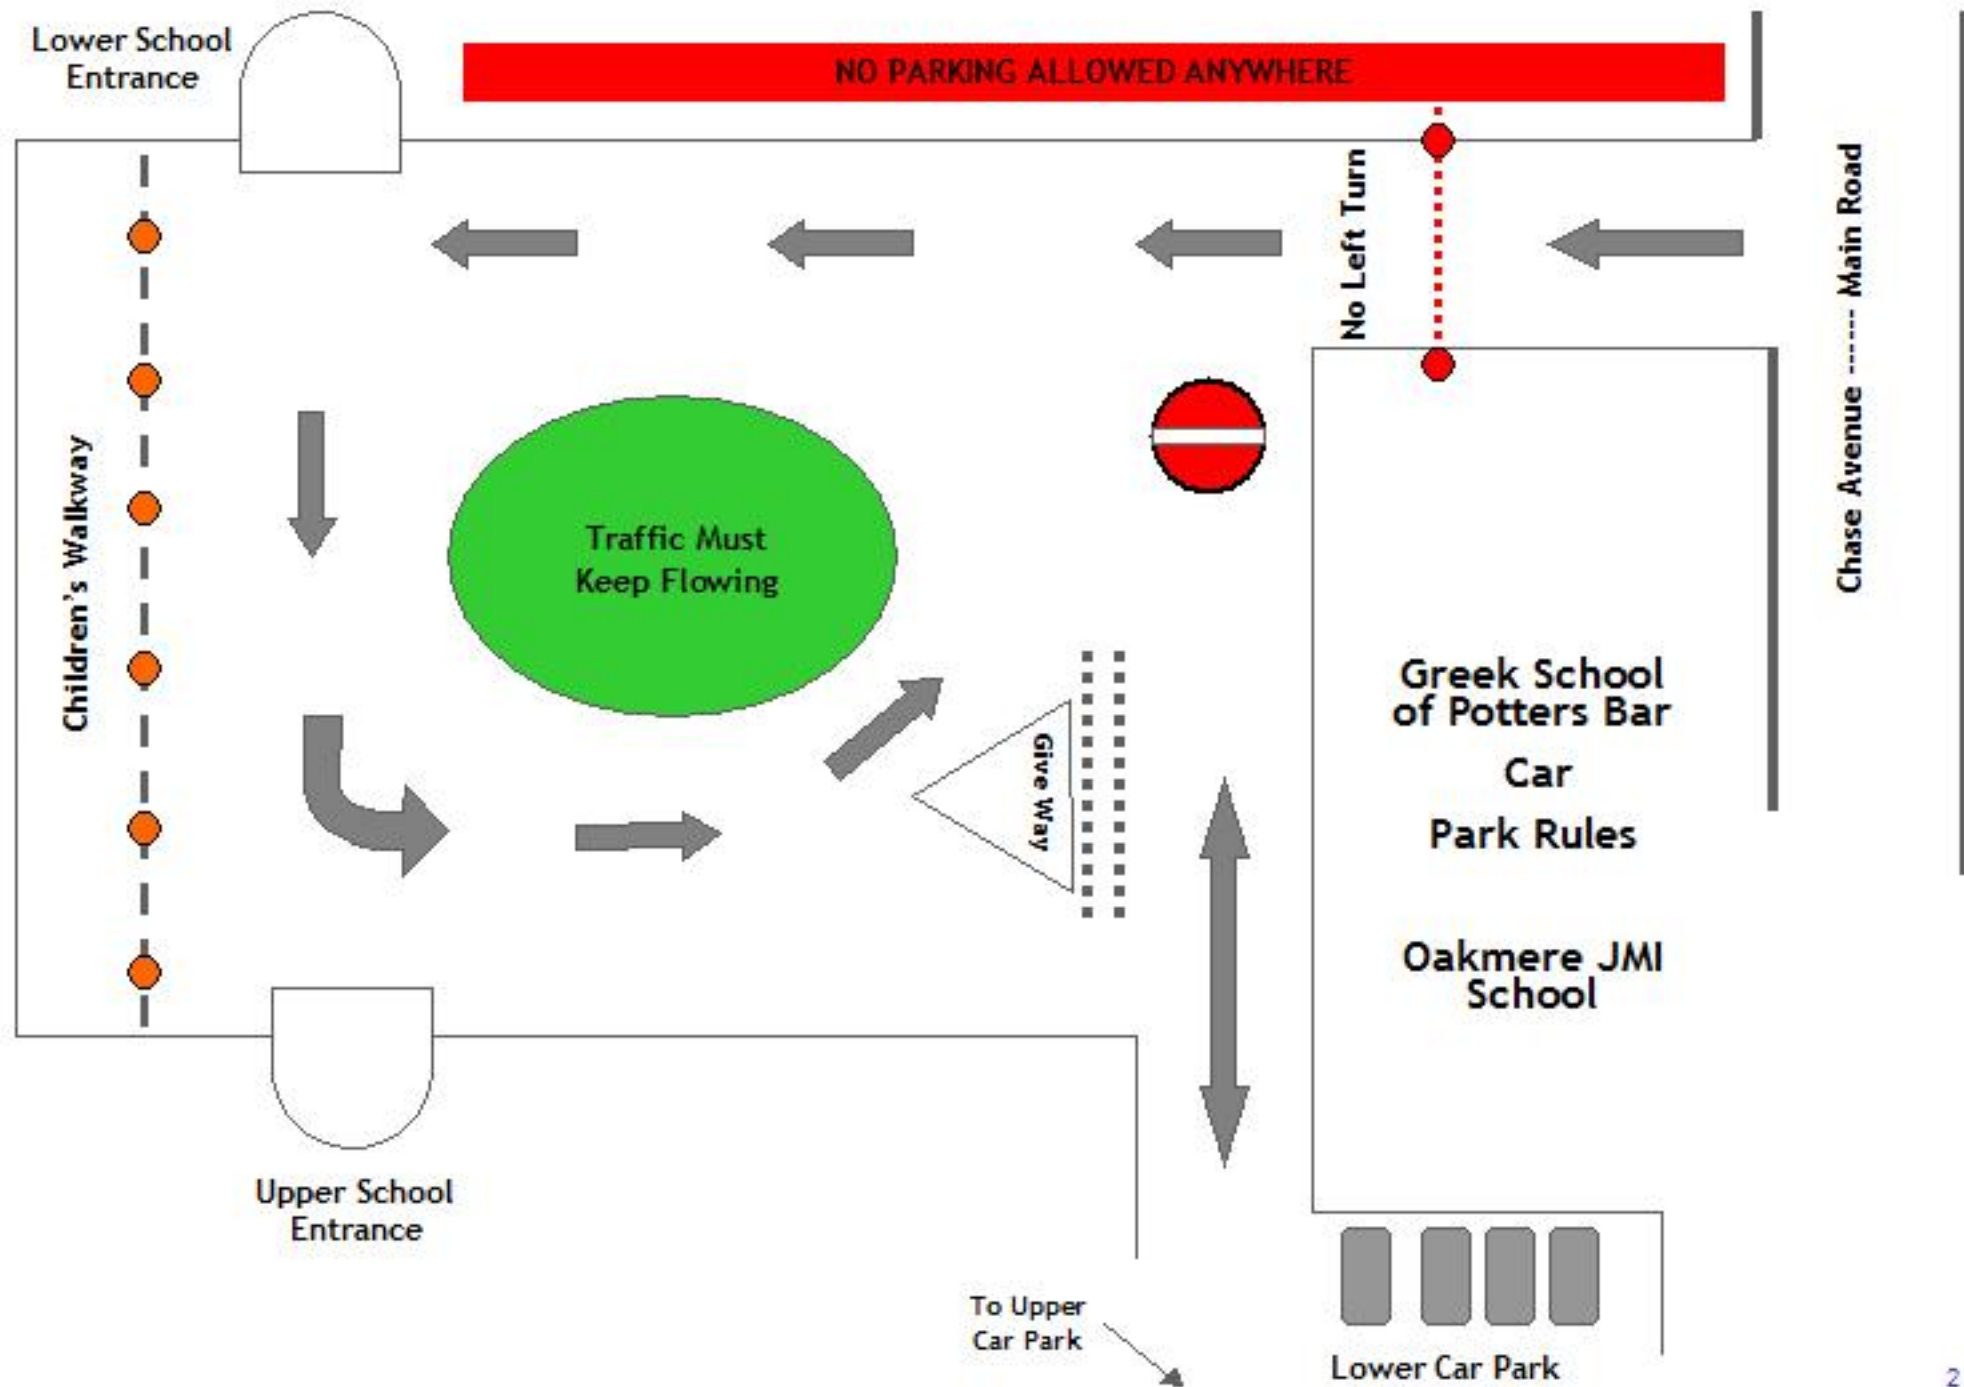 Lower School
Entrance
NO PARKING ALLOWED ANYWHERE
No Left Turn
Chase Avenue ------ Main Road
Children's Walkway
Traffic Must
Keep Flowing
Give Way
Greek School
of Potters Bar
Car
Park Rules
Oakmere JMI
School
Upper School
Entrance
To Upper
Car Park
Lower Car Park
2